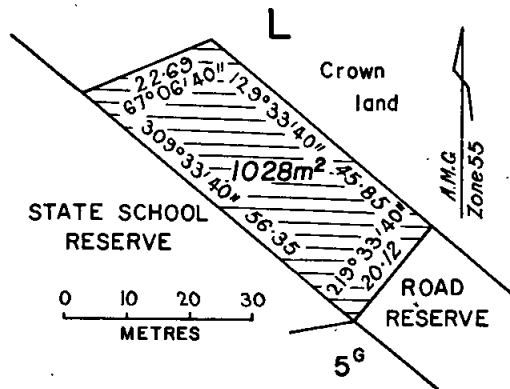 L
Crown
land
22·69
67°06'40"
129°33'40"
45·85
309°33'40"
56·35
1028m²
219°33'40"
20·12
A.M.G
Zone 55
STATE SCHOOL
RESERVE
ROAD
RESERVE
0 10 20 30
METRES
5ᴳ